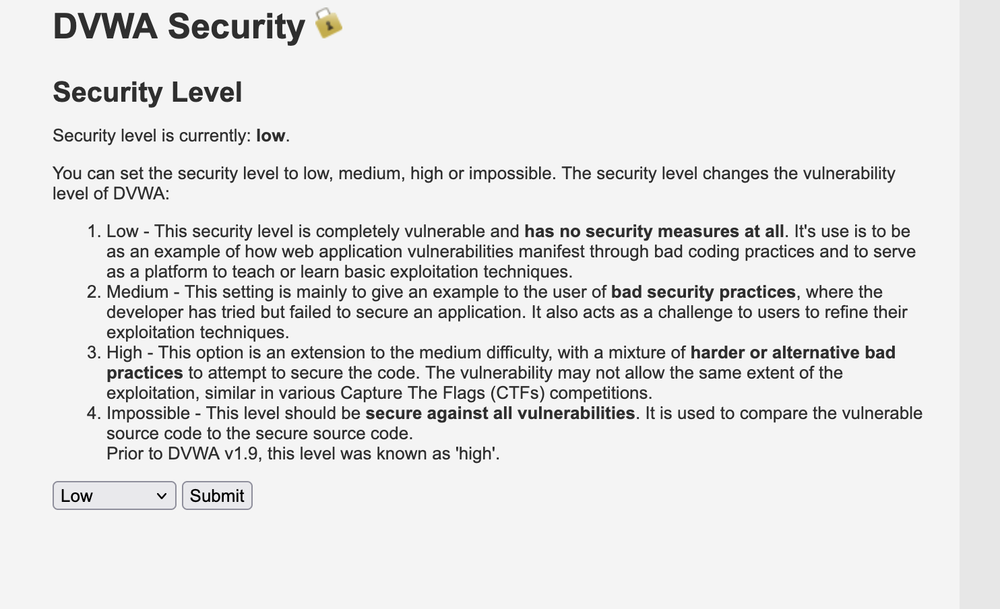 DVWA Security
Security Level
Security level is currently: low.
You can set the security level to low, medium, high or impossible. The security level changes the vulnerability
level of DVWA:
1. Low - This security level is completely vulnerable and has no security measures at all. It's use is to be
as an example of how web application vulnerabilities manifest through bad coding practices and to serve
as a platform to teach or learn basic exploitation techniques.
2. Medium - This setting is mainly to give an example to the user of bad security practices, where the
developer has tried but failed to secure an application. It also acts as a challenge to users to refine their
exploitation techniques.
3. High - This option is an extension to the medium difficulty, with a mixture of harder or alternative bad
practices to attempt to secure the code. The vulnerability may not allow the same extent of the
exploitation, similar in various Capture The Flags (CTFs) competitions.
4. Impossible - This level should be secure against all vulnerabilities. It is used to compare the vulnerable
source code to the secure source code.
Prior to DVWA v1.9, this level was known as 'high'.
Low Submit